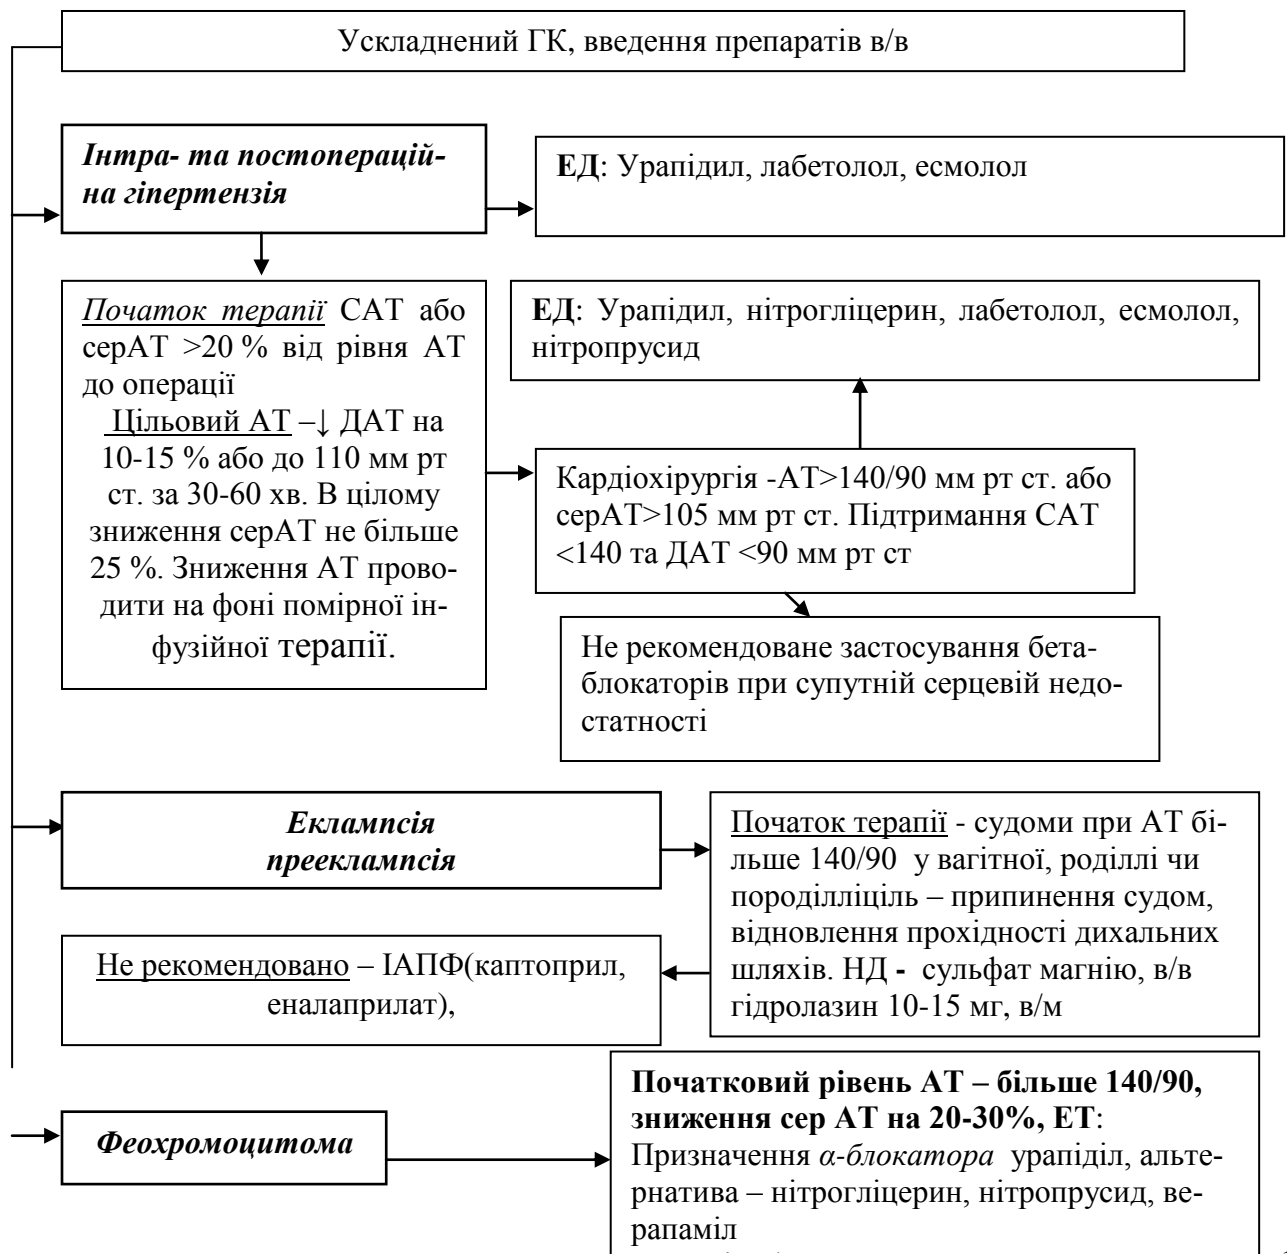 Ускладнений ГК, введення препаратів в/в
Інтра- та постоперацій-
на гіпертензія
ЕД: Урапідил, лабетолол, есмолол
Початок терапії САТ або
серАТ >20 % від рівня АТ
до операції
Цільовий АТ –↓ ДАТ на
10-15 % або до 110 мм рт
ст. за 30-60 хв. В цілому
зниження серАТ не більше
25 %. Зниження АТ прово-
дити на фоні помірної ін-
фузійної терапії.
ЕД: Урапідил, нітрогліцерин, лабетолол, есмолол,
нітропрусид
Кардіохірургія -АТ>140/90 мм рт ст. або
серАТ>105 мм рт ст. Підтримання САТ
<140 та ДАТ <90 мм рт ст
Не рекомендоване застосування бета-
блокаторів при супутній серцевій недо-
статності
Еклампсія
прееклампсія
Початок терапії - судоми при АТ бі-
льше 140/90 у вагітної, роділлі чи
породілліціль – припинення судом,
відновлення прохідності дихальних
шляхів. НД - сульфат магнію, в/в
гідролазин 10-15 мг, в/м
Не рекомендовано – ІАПФ(каптоприл,
еналаприлат),
Феохромоцитома
Початковий рівень АТ – більше 140/90,
зниження сер АТ на 20-30%, ЕТ:
Призначення α-блокатора урапіділ, альте-
рнатива – нітрогліцерин, нітропрусид, ве-
рапаміл